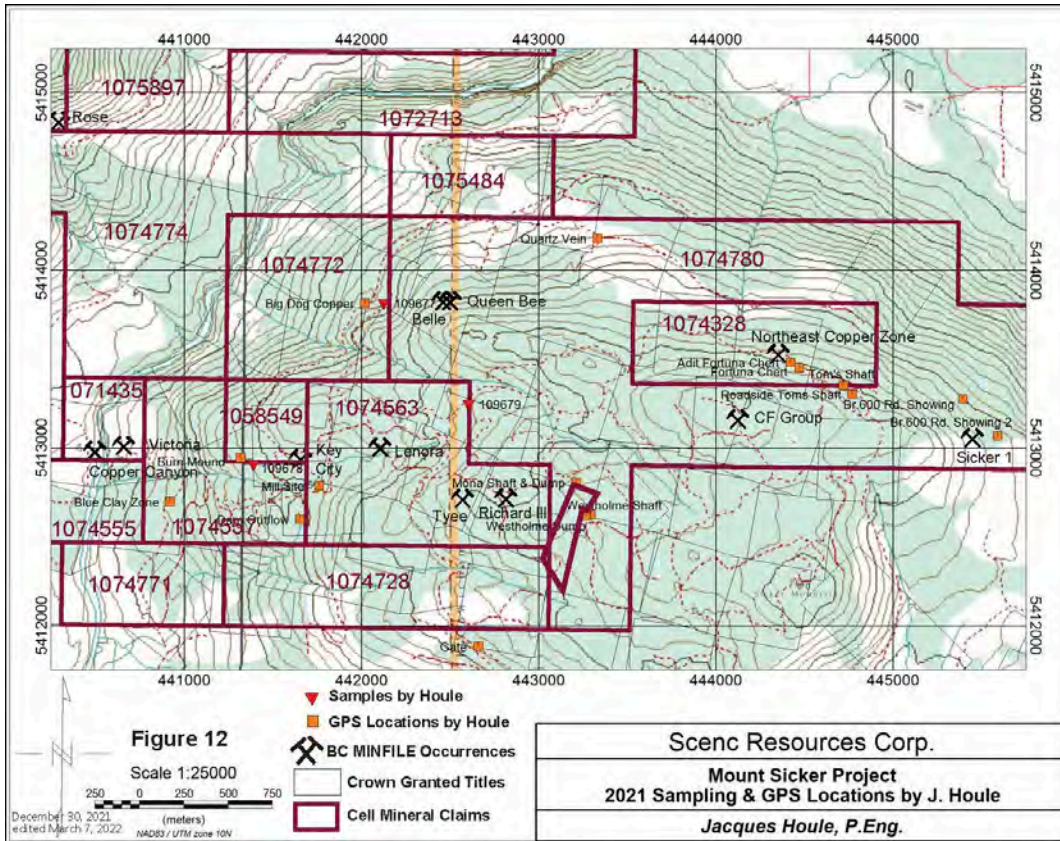 441000 442000 443000 444000 445000
5415000 5415000
1075897
Rose
1072713
1075484
1074774
Quartz Vein
1074772
1074780
5414000 5414000
Big Dog Copper
109677
Queen Bee
Belle
1074328
Northeast Copper Zone
Adit Fortuna Chert
Fortuna Chert
Tom's Shaft
Roadside Toms Shaft
Br.600 Rd. Showing
071435
1058549
1074563
109679
CF Group
Br.600 Rd. Showing 2
5413000 5413000
Victoria
Key
City
Lenora
Sicker 1
Copper Canyon
Burn Mound
109678
Mill Site
Mona Shaft & Dump
Blue Clay Zone
Tyee
Richard III
Westholme Shaft
Westholme Dump
1074555
1074557
Outflow
1074771
1074728
5412000 5412000
Gate
441000 442000 443000 444000 445000
Samples by Houle
GPS Locations by Houle
BC MINFILE Occurrences
Crown Granted Titles
Cell Mineral Claims
Figure 12
Scale 1:25000
250 0 250 500 750
(meters)
December 30, 2021
edited March 7, 2022
NAD83 / UTM zone 10N
N
Scenc Resources Corp.
Mount Sicker Project
2021 Sampling & GPS Locations by J. Houle
Jacques Houle, P.Eng.